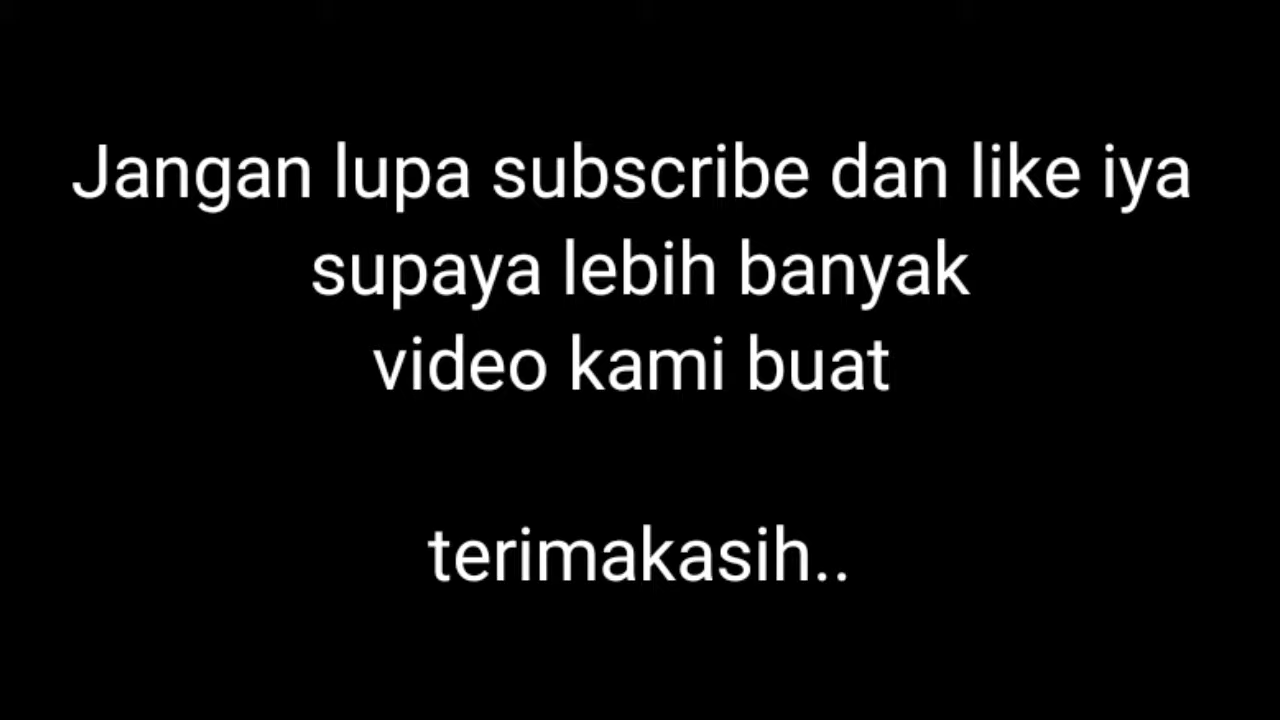 Jangan lupa subscribe dan like iya
supaya lebih banyak
video kami buat
terimakasih..